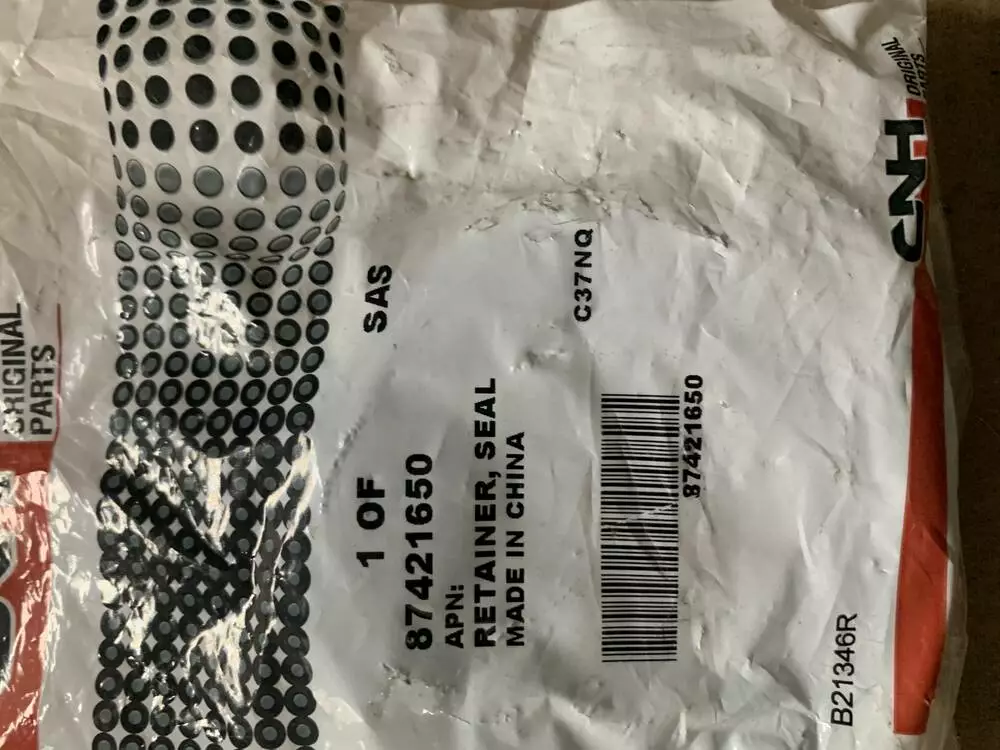 1 OF SAS
87421650
APN:
RETAINER, SEAL
MADE IN CHINA
C37NQ
87421650
B21346R
CNH
ORIGINAL
PARTS
ORIGINAL
PARTS